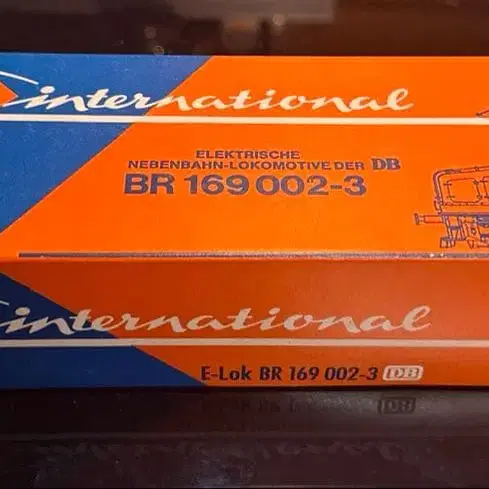 international
ELEKTRISCHE
NEBENBAHN-LOKOMOTIVE DER DB
BR 169 002-3
international
E-Lok BR 169 002-3 DB